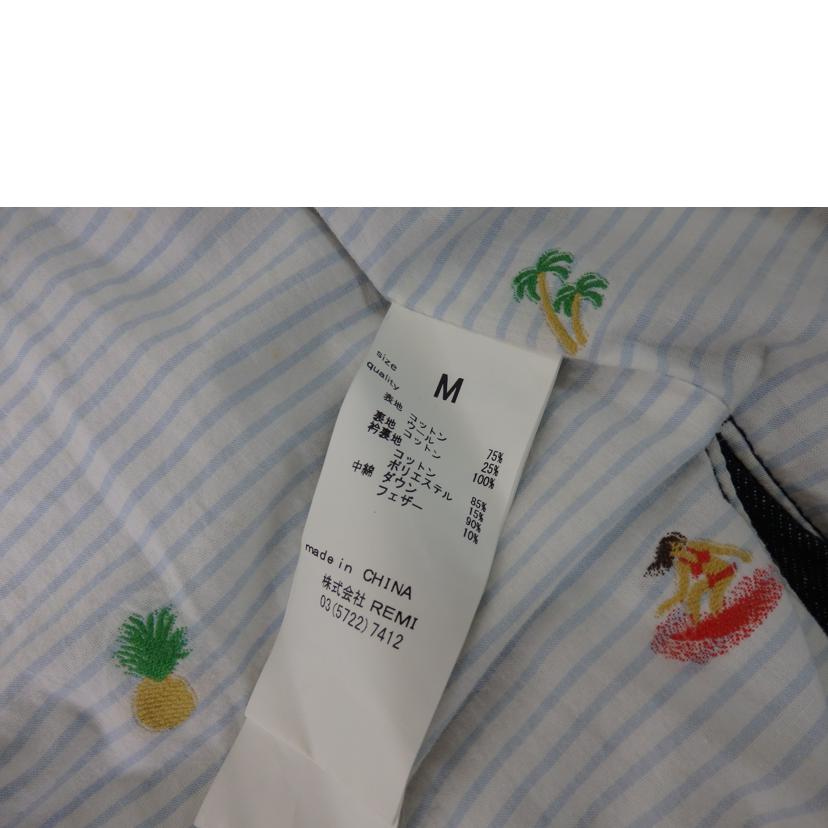 size M
quality
表地 コットン 75%
ウール 25%
裏地 コットン 100%
衿裏地
コットン 85%
ポリエステル 15%
中綿 ダウン 90%
フェザー 10%
made in CHINA
株式会社 REMI
03(5722)7412